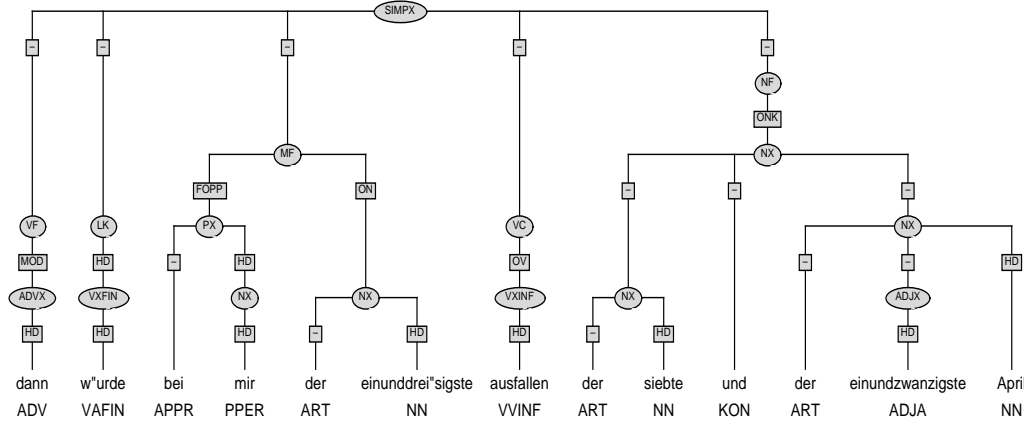 SIMPX
– – – – –
NF
ONK
MF NX
FOPP ON – – –
VF LK PX VC NX
MOD HD – HD OV – – HD
ADVX VXFIN NX NX VXINF NX ADJX
HD HD HD – HD HD – HD HD
dann w"urde bei mir der einunddrei"sigste ausfallen der siebte und der einundzwanzigste April
ADV VAFIN APPR PPER ART NN VVINF ART NN KON ART ADJA NN